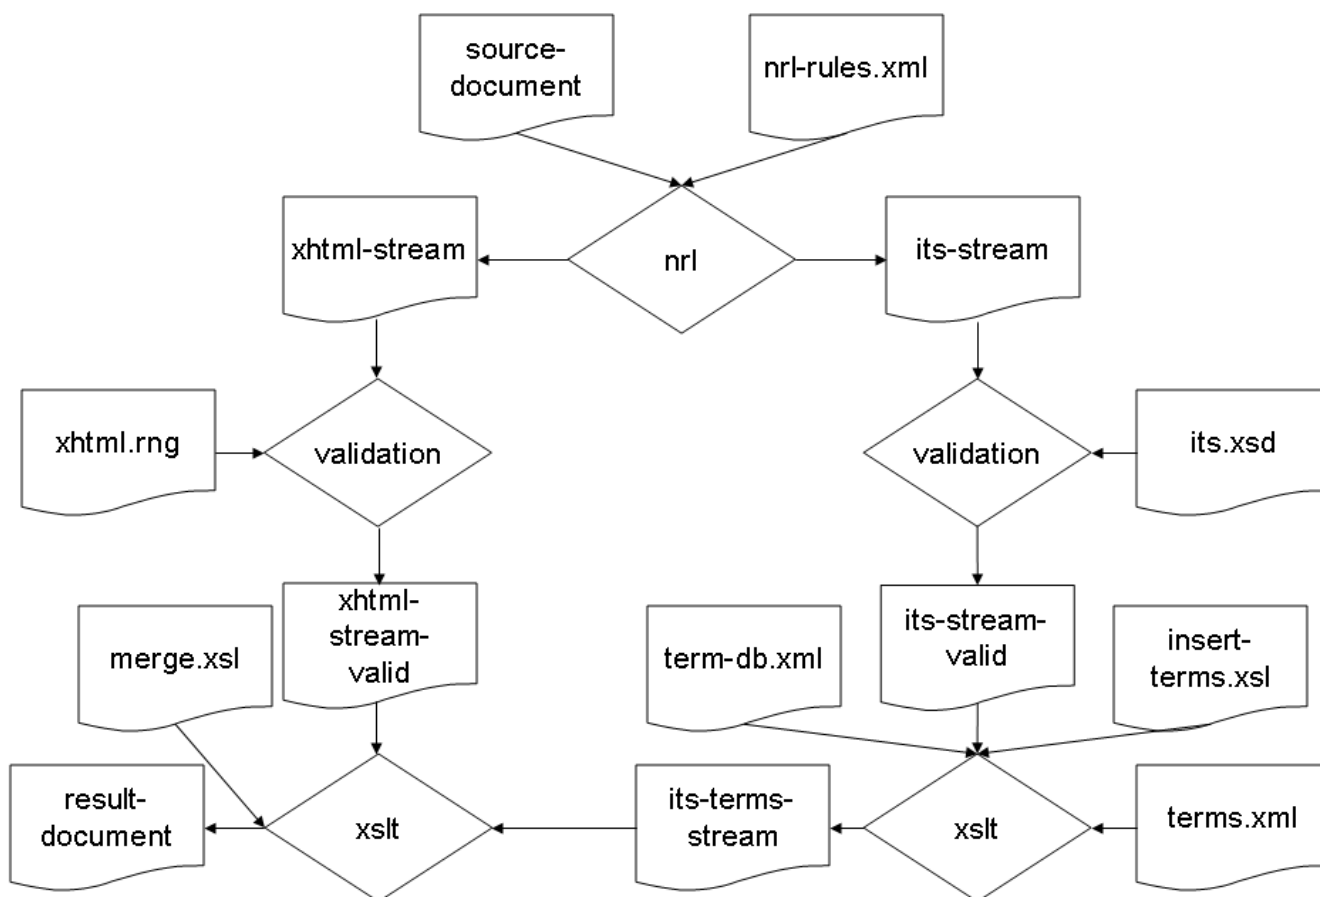 source-
document
nrl-rules.xml
xhtml-stream
nrl
its-stream
xhtml.rng
validation
validation
its.xsd
merge.xsl
xhtml-
stream-
valid
term-db.xml
its-stream-
valid
insert-
terms.xsl
result-
document
xslt
its-terms-
stream
xslt
terms.xml